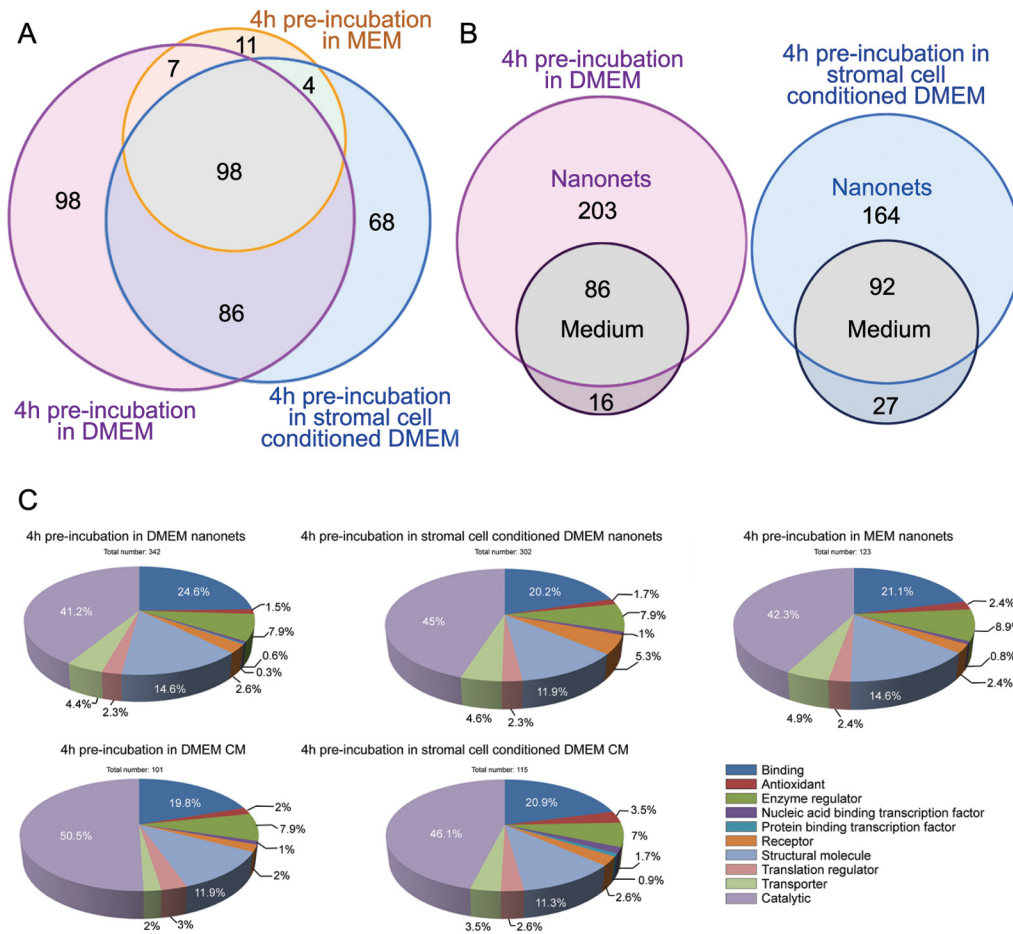 A
4h pre-incubation
in MEM
11
7
4
98
98
68
86
4h pre-incubation
in DMEM
4h pre-incubation
in stromal cell
conditioned DMEM
B
4h pre-incubation
in DMEM
4h pre-incubation in
stromal cell
conditioned DMEM
Nanonets
203
86
Medium
16
Nanonets
164
92
Medium
27
C
4h pre-incubation in DMEM nanonets
Total number: 342
24.6%
1.5%
7.9%
0.6%
0.3%
2.6%
14.6%
2.3%
4.4%
41.2%
4h pre-incubation in stromal cell conditioned DMEM nanonets
Total number: 302
20.2%
1.7%
7.9%
1%
5.3%
11.9%
2.3%
4.6%
45%
4h pre-incubation in MEM nanonets
Total number: 123
21.1%
2.4%
8.9%
0.8%
2.4%
14.6%
2.4%
4.9%
42.3%
4h pre-incubation in DMEM CM
Total number: 101
19.8%
2%
7.9%
1%
2%
11.9%
3%
2%
50.5%
4h pre-incubation in stromal cell conditioned DMEM CM
Total number: 115
20.9%
3.5%
7%
1.7%
0.9%
2.6%
11.3%
2.6%
3.5%
46.1%
Binding
Antioxidant
Enzyme regulator
Nucleic acid binding transcription factor
Protein binding transcription factor
Receptor
Structural molecule
Translation regulator
Transporter
Catalytic